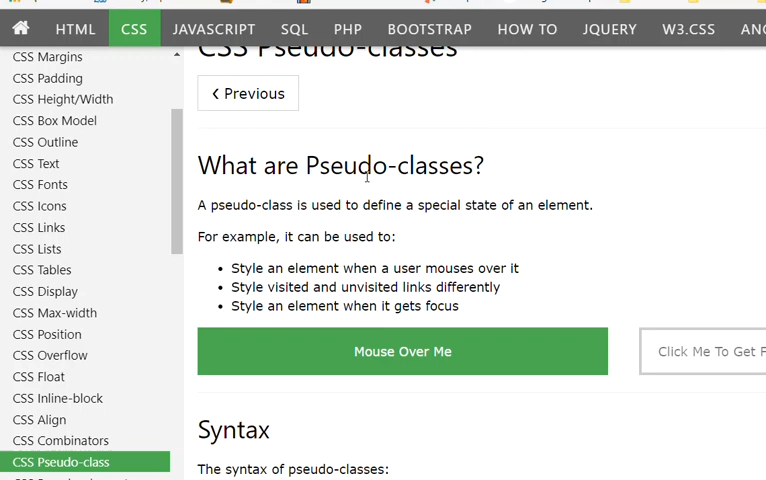 HTML CSS JAVASCRIPT SQL PHP BOOTSTRAP HOW TO JQUERY W3.CSS
CSS Margins
CSS Padding
CSS Height/Width
CSS Box Model
CSS Outline
CSS Text
CSS Fonts
CSS Icons
CSS Links
CSS Lists
CSS Tables
CSS Display
CSS Max-width
CSS Position
CSS Overflow
CSS Float
CSS Inline-block
CSS Align
CSS Combinators
CSS Pseudo-class
CSS Pseudo-classes
❮ Previous
What are Pseudo-classes?
A pseudo-class is used to define a special state of an element.
For example, it can be used to:
• Style an element when a user mouses over it
• Style visited and unvisited links differently
• Style an element when it gets focus
Mouse Over Me
Click Me To Get F
Syntax
The syntax of pseudo-classes: